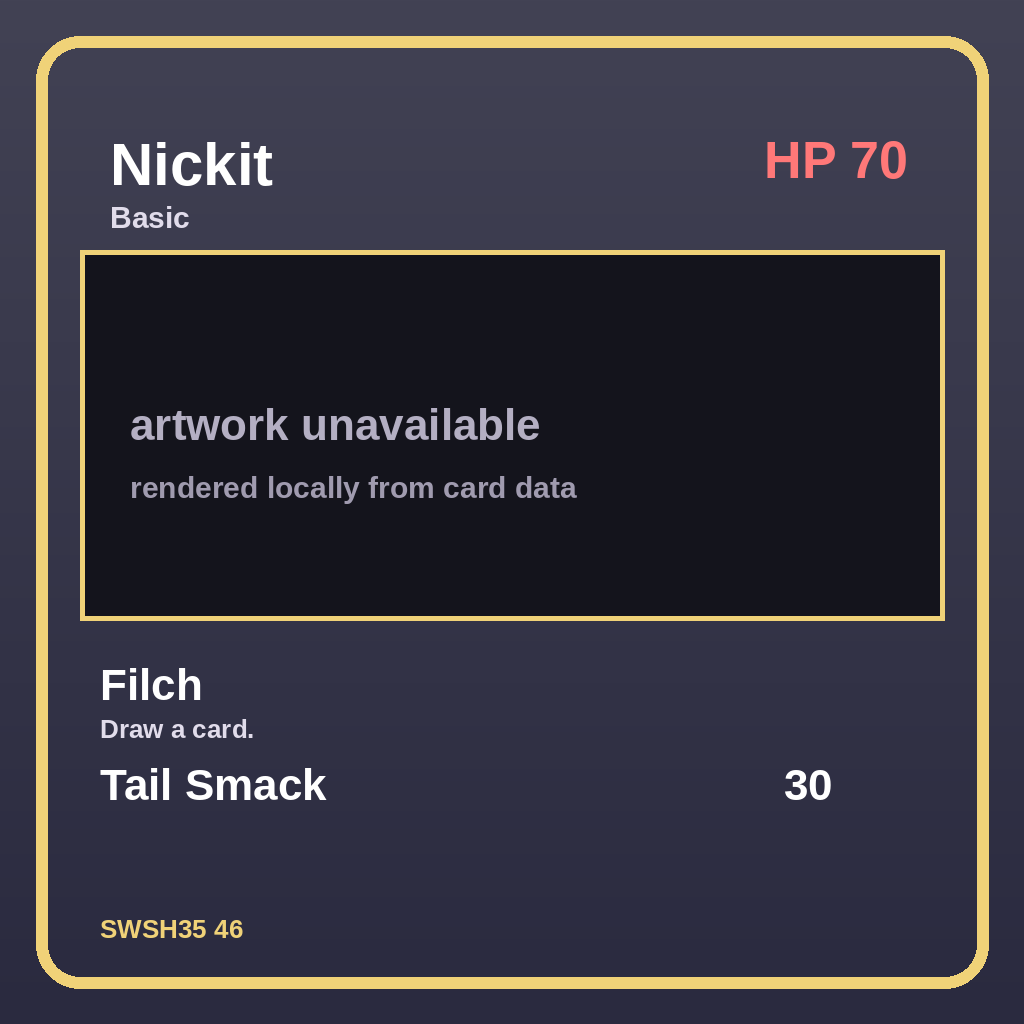 Nickit
HP 70
Basic
artwork unavailable
rendered locally from card data
Filch
Draw a card.
Tail Smack 30
SWSH35 46